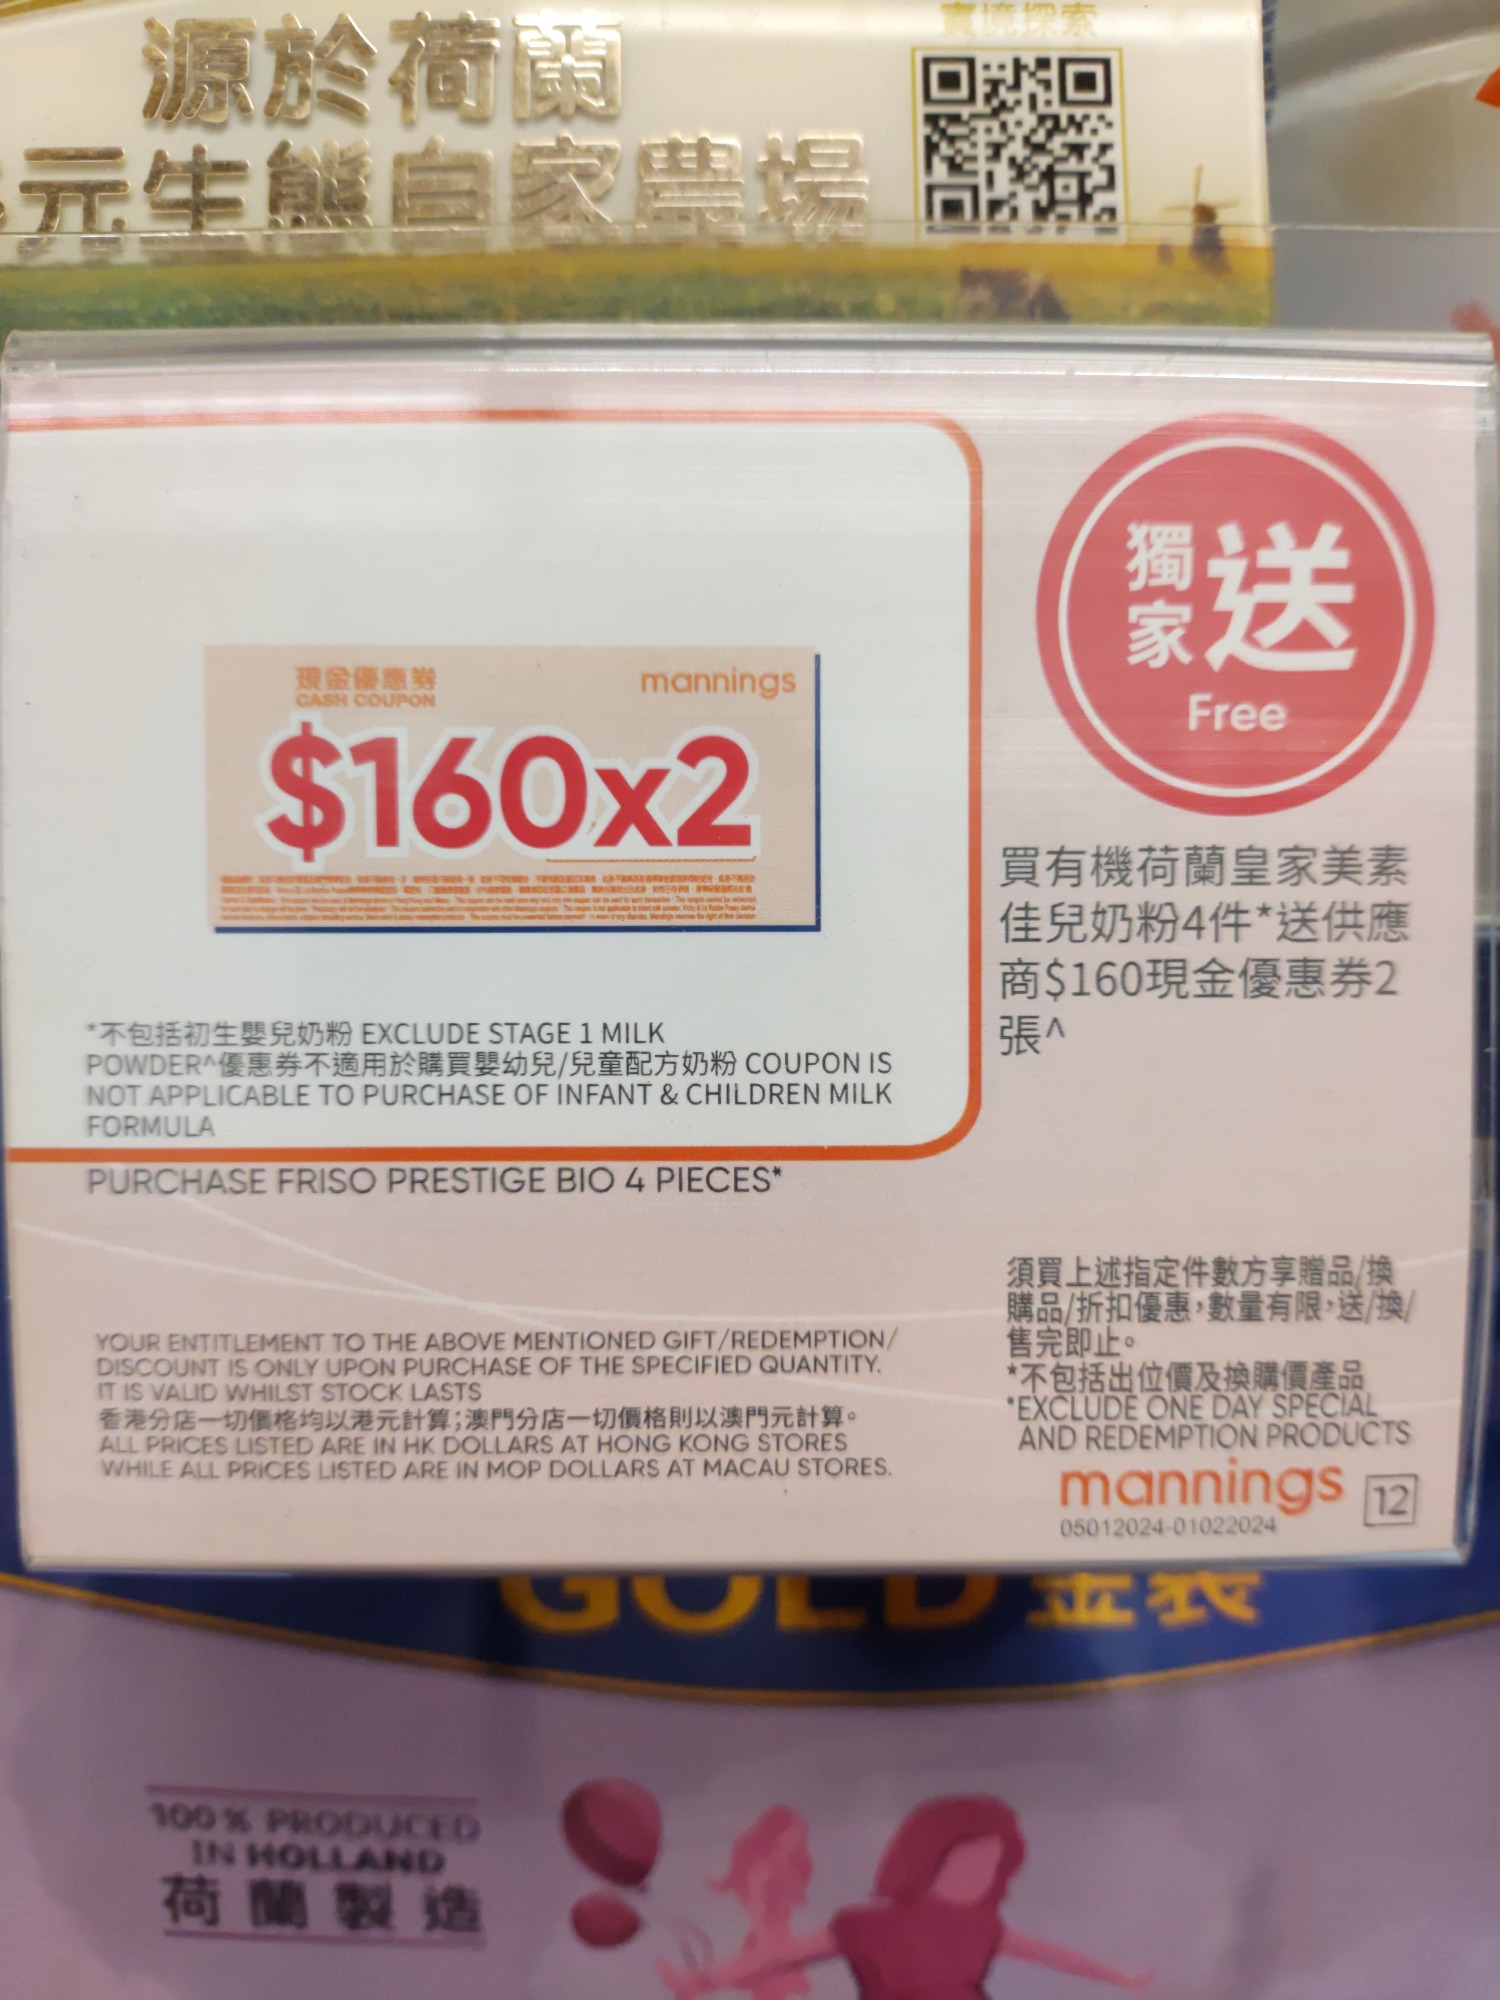 實境探索
源於荷蘭
元生熊自家農場
獨家送
Free
現金優惠券
CASH COUPON
mannings
$160x2
買有機荷蘭皇家美素
佳兒奶粉4件*送供應
商$160現金優惠券2
張^
*不包括初生嬰兒奶粉 EXCLUDE STAGE 1 MILK
POWDER^優惠券不適用於購買嬰幼兒/兒童配方奶粉 COUPON IS
NOT APPLICABLE TO PURCHASE OF INFANT & CHILDREN MILK
FORMULA
PURCHASE FRISO PRESTIGE BIO 4 PIECES*
須買上述指定件數方享贈品/換
購品/折扣優惠,數量有限,送/換/
售完即止。
*不包括出位價及換購價產品
*EXCLUDE ONE DAY SPECIAL
AND REDEMPTION PRODUCTS
YOUR ENTITLEMENT TO THE ABOVE MENTIONED GIFT/REDEMPTION/
DISCOUNT IS ONLY UPON PURCHASE OF THE SPECIFIED QUANTITY.
IT IS VALID WHILST STOCK LASTS
香港分店一切價格均以港元計算;澳門分店一切價格則以澳門元計算。
ALL PRICES LISTED ARE IN HK DOLLARS AT HONG KONG STORES
WHILE ALL PRICES LISTED ARE IN MOP DOLLARS AT MACAU STORES.
mannings 12
05012024-01022024
GOLD 金裝
100% PRODUCED
IN HOLLAND
荷蘭製造